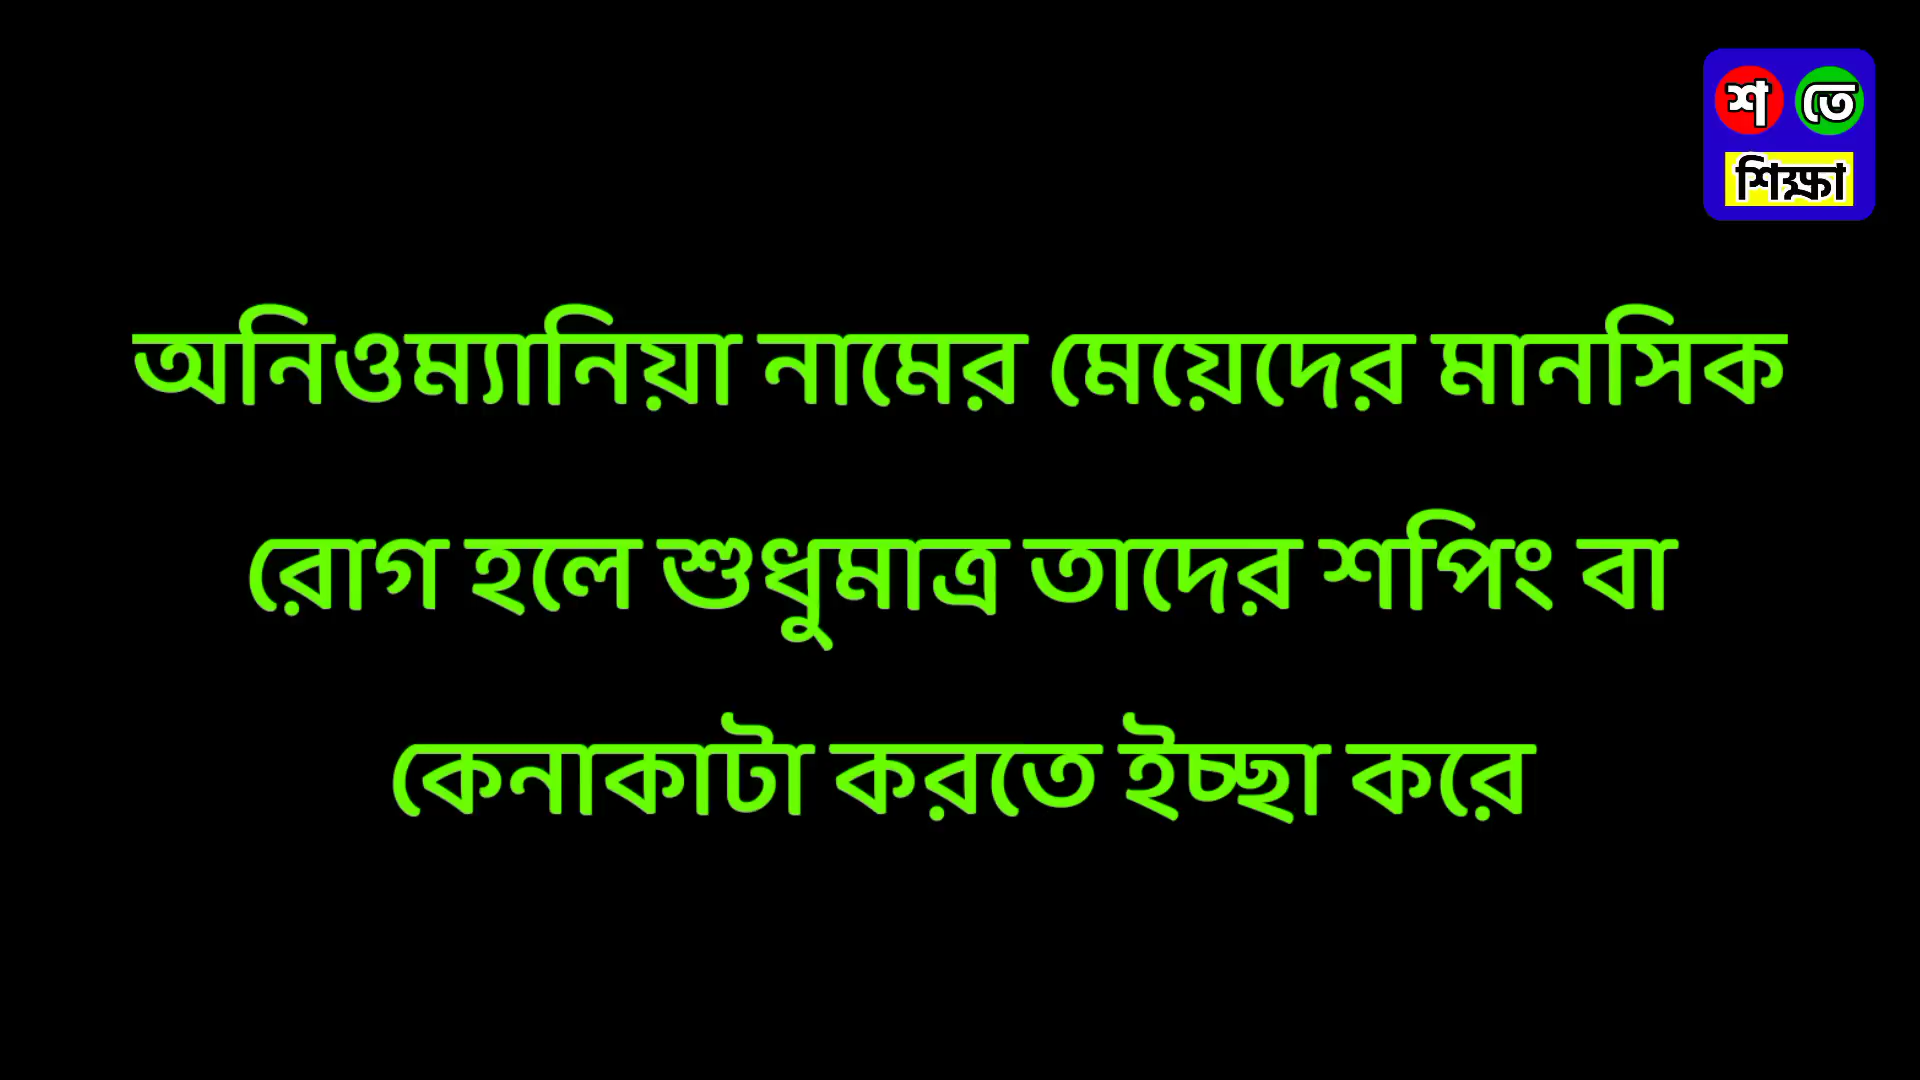 শ তে
শিক্ষা
অনিওম্যানিয়া নামের মেয়েদের মানসিক
রোগ হলে শুধুমাত্র তাদের শপিং বা
কেনাকাটা করতে ইচ্ছা করে